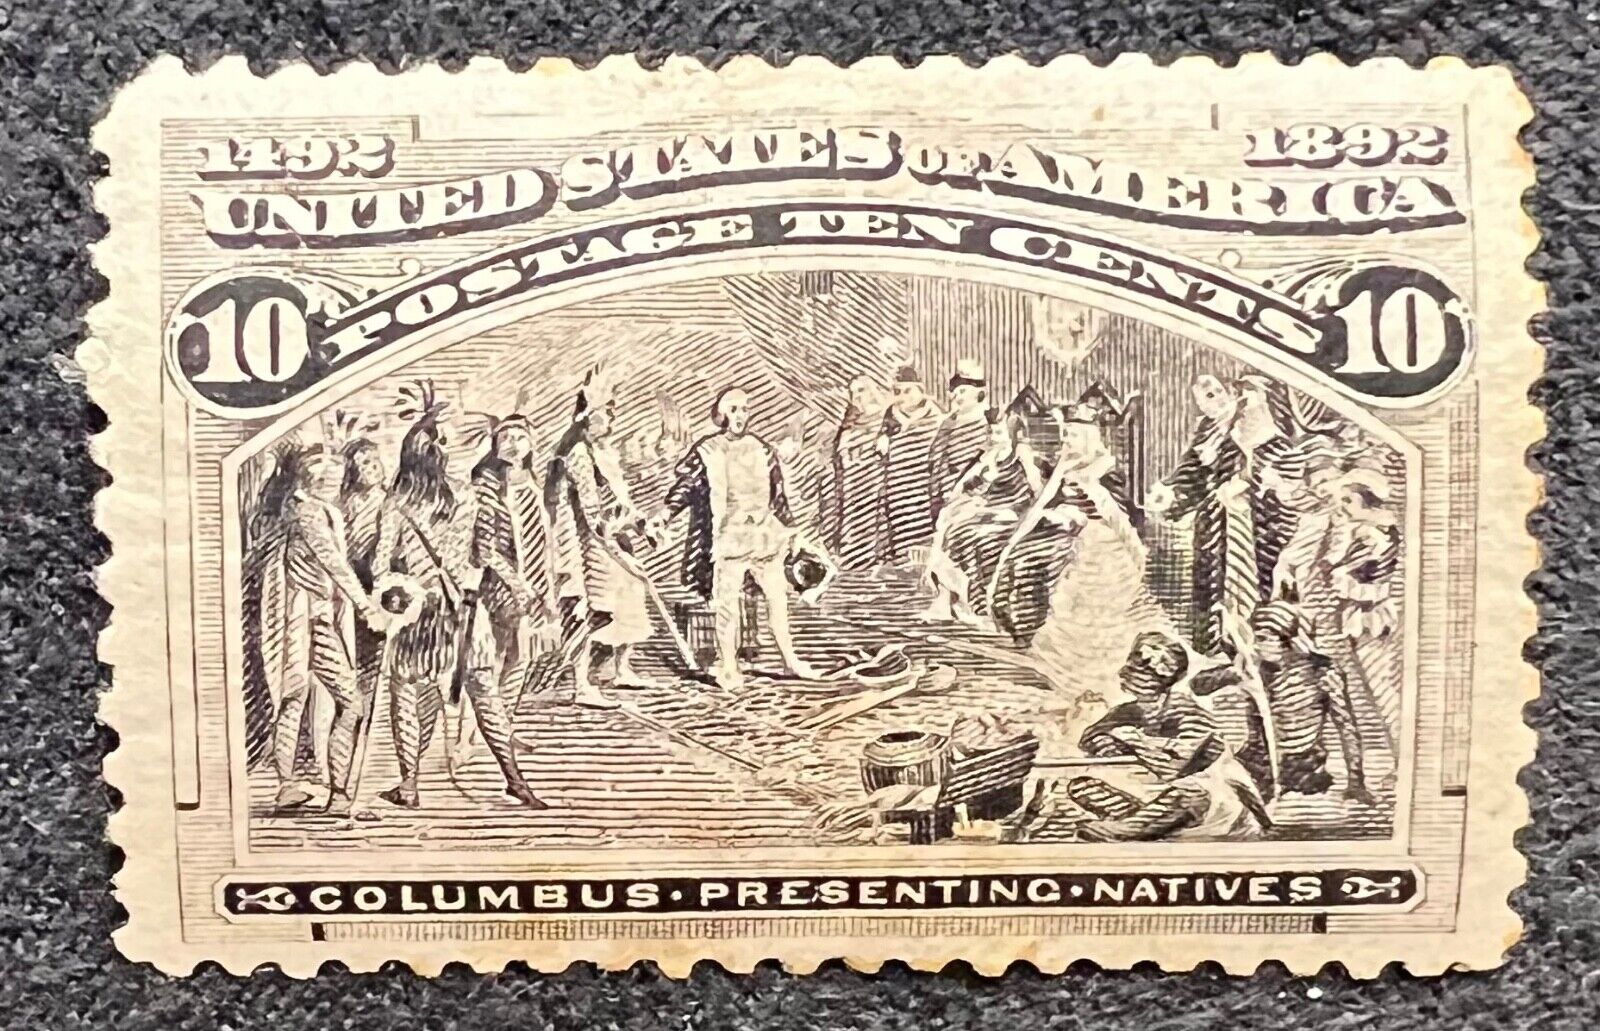 1492 1892
UNITED STATES OF AMERICA
POSTAGE TEN CENTS
10 10
COLUMBUS · PRESENTING · NATIVES